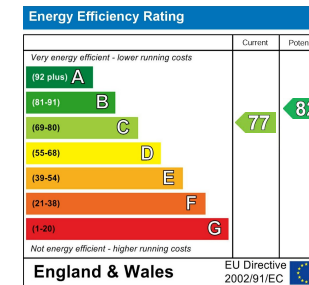 Energy Efficiency Rating
Current
Very energy efficient - lower running costs
(92 plus) A
(81-91) B
(69-80) C
77
(55-68) D
(39-54) E
(21-38) F
(1-20) G
Not energy efficient - higher running costs
England & Wales
EU Directive
2002/91/EC